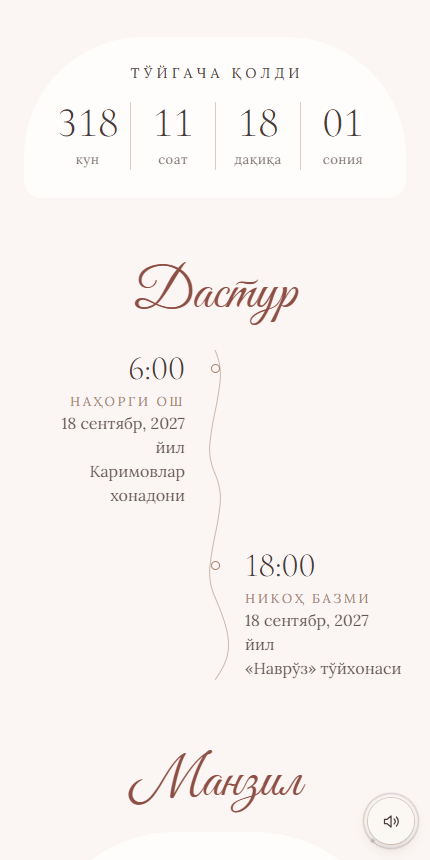 ТЎЙГАЧА ҚОЛДИ
318 11 18 01
кун соат дақиқа сония
Дастур
6:00
НАҲОРГИ ОШ
18 сентябр, 2027
йил
Каримовлар
хонадони
18:00
НИКОҲ БАЗМИ
18 сентябр, 2027
йил
«Наврўз» тўйхонаси
Манзил